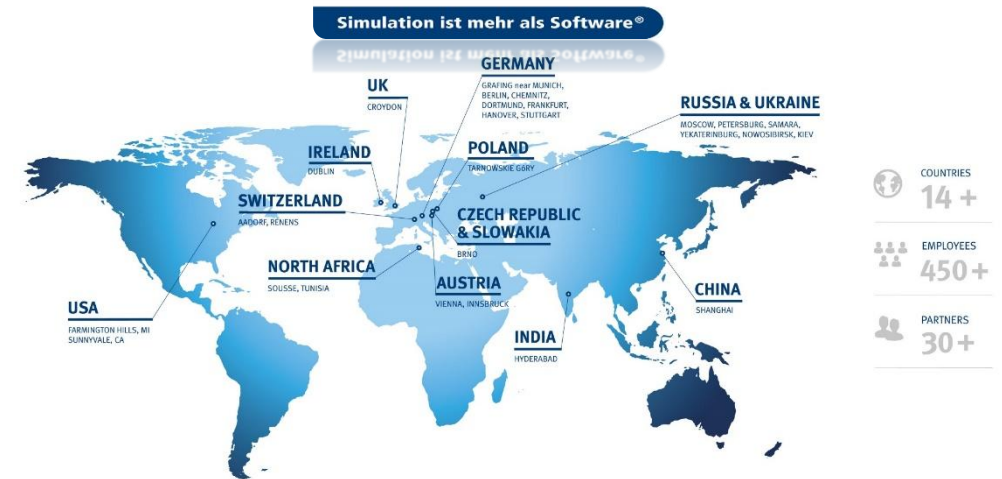 Simulation ist mehr als Software®
GERMANY
GRAFING near MUNICH,
BERLIN, CHEMNITZ,
DORTMUND, FRANKFURT,
HANOVER, STUTTGART
UK
CROYDON
RUSSIA & UKRAINE
MOSCOW, PETERSBURG, SAMARA,
YEKATERINBURG, NOWOSIBIRSK, KIEV
IRELAND
DUBLIN
POLAND
TARNOWSKIE GÓRY
SWITZERLAND
AADORF, RENENS
CZECH REPUBLIC
& SLOWAKIA
BRNO
NORTH AFRICA
SOUSSE, TUNISIA
AUSTRIA
VIENNA, INNSBRUCK
USA
FARMINGTON HILLS, MI
SUNNYVALE, CA
INDIA
HYDERABAD
CHINA
SHANGHAI
COUNTRIES
14 +
EMPLOYEES
450+
PARTNERS
30+